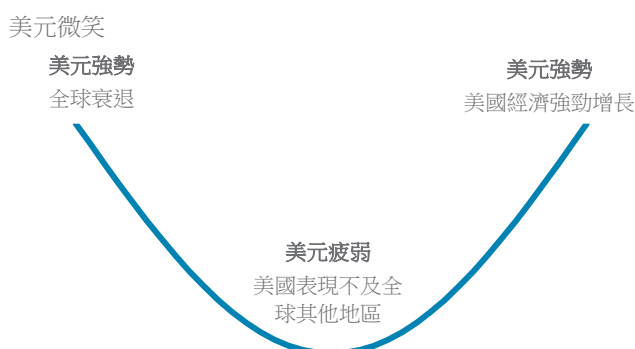 美元微笑
美元強勢
全球衰退
美元強勢
美國經濟強勁增長
美元疲弱
美國表現不及全
球其他地區